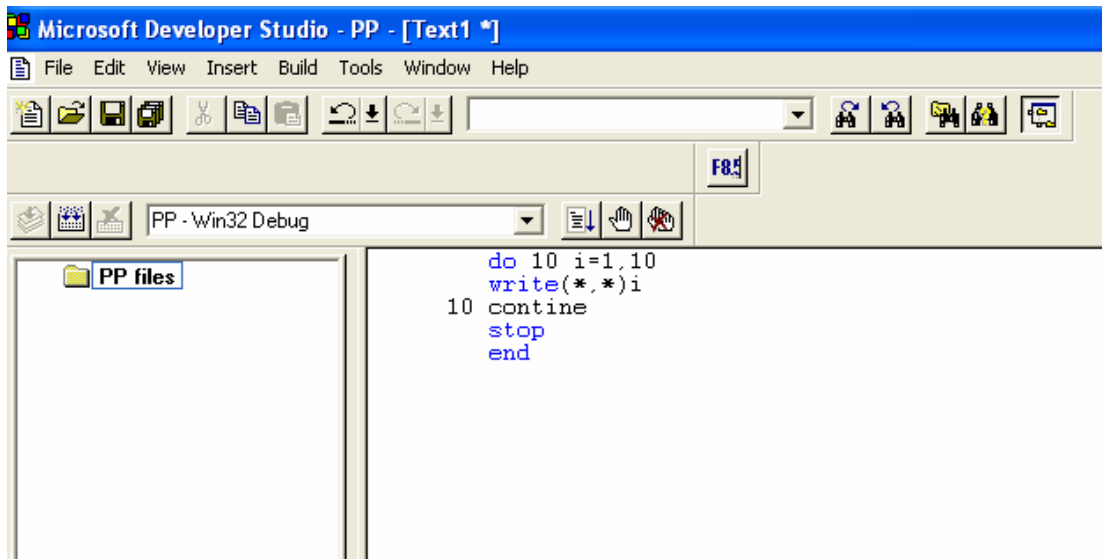 Microsoft Developer Studio - PP - [Text1 *]
File Edit View Insert Build Tools Window Help
F8.
PP - Win32 Debug
PP files
do 10 i=1,10
write(*,*)i
10 contine
stop
end